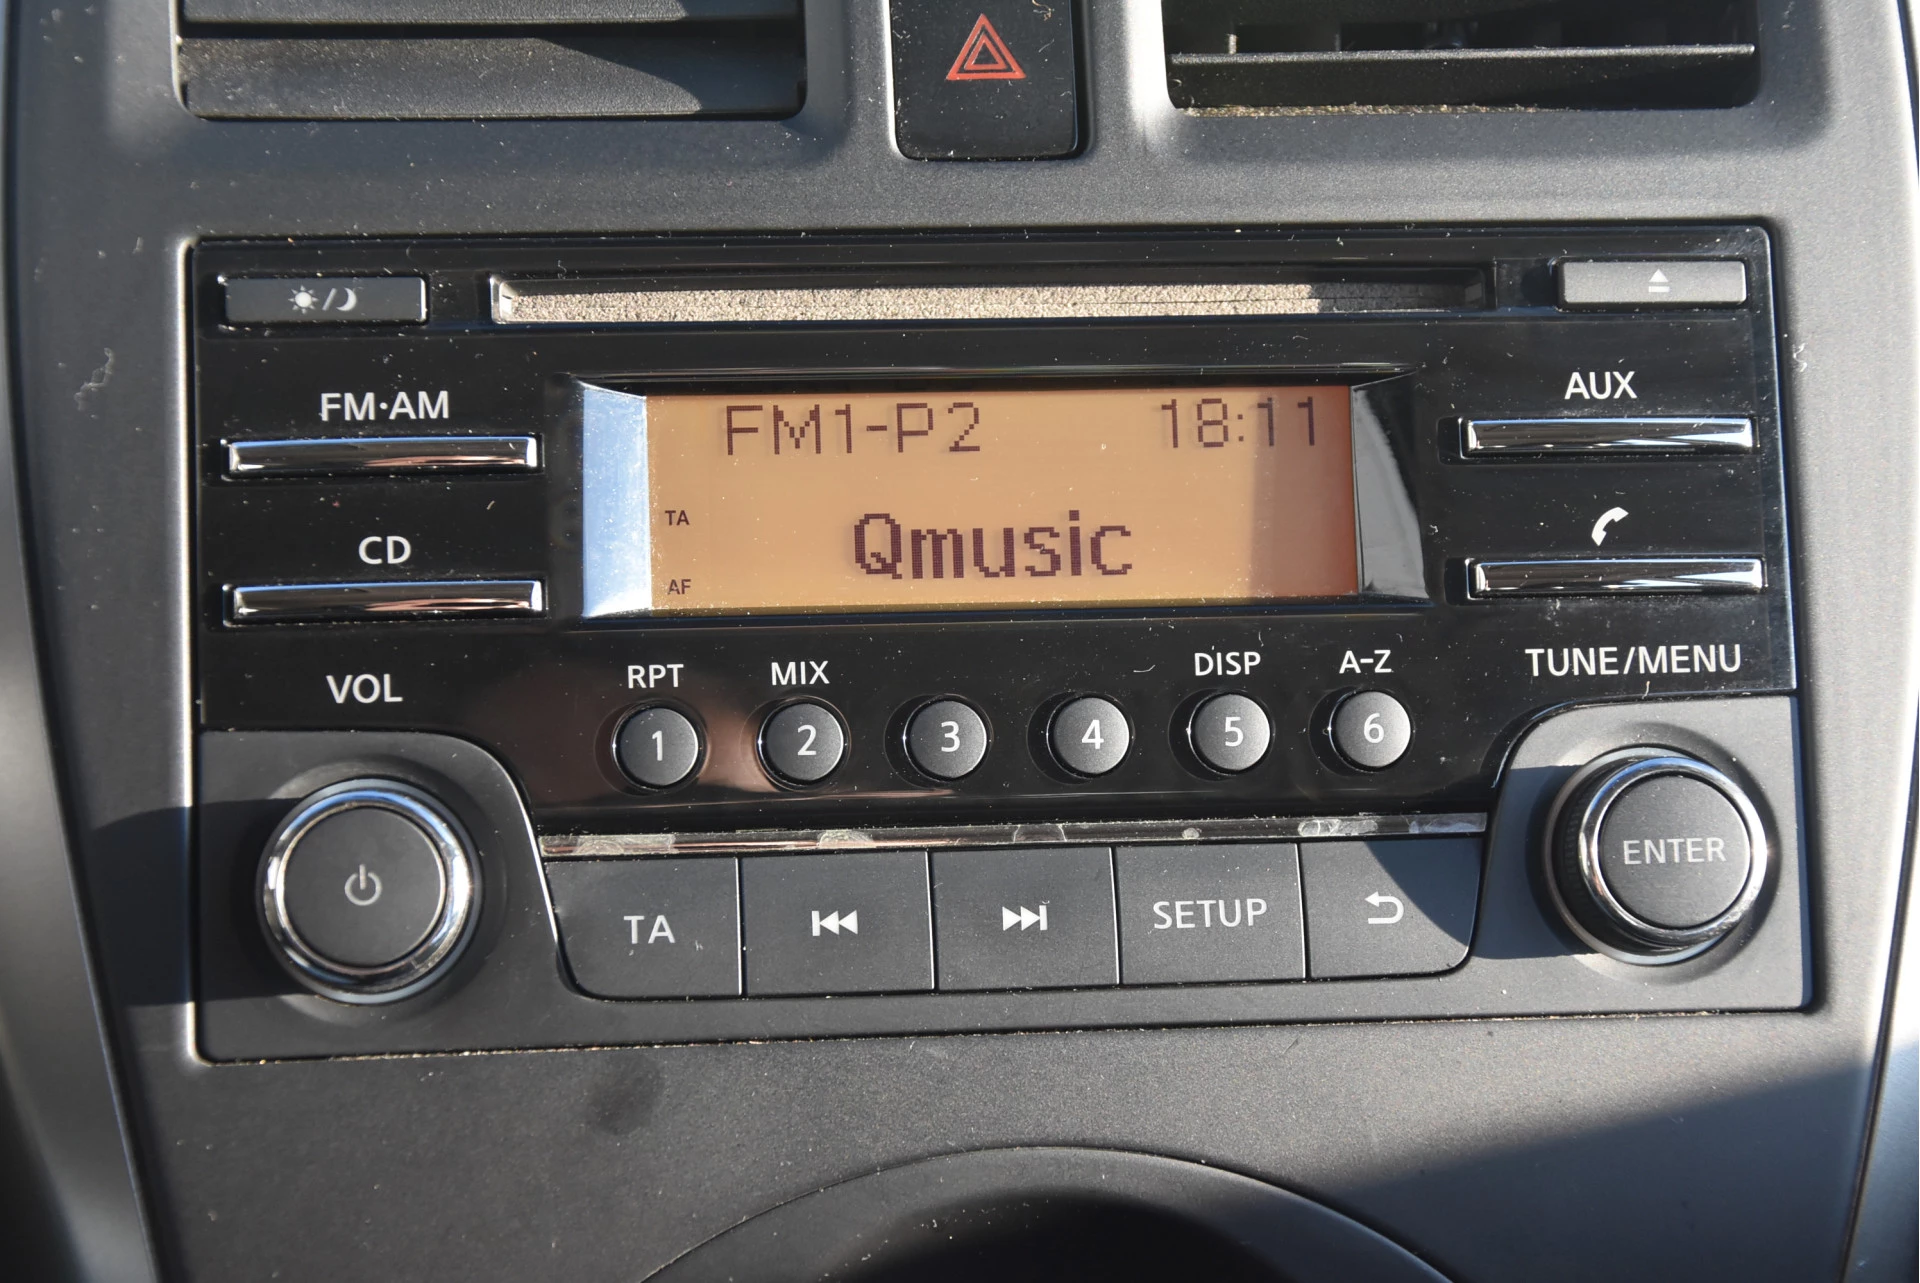 FM·AM
AUX
FM1-P2 18:11
TA
Qmusic
CD
AF
VOL
RPT MIX DISP A-Z
TUNE/MENU
1 2 3 4 5 6
ENTER
TA SETUP